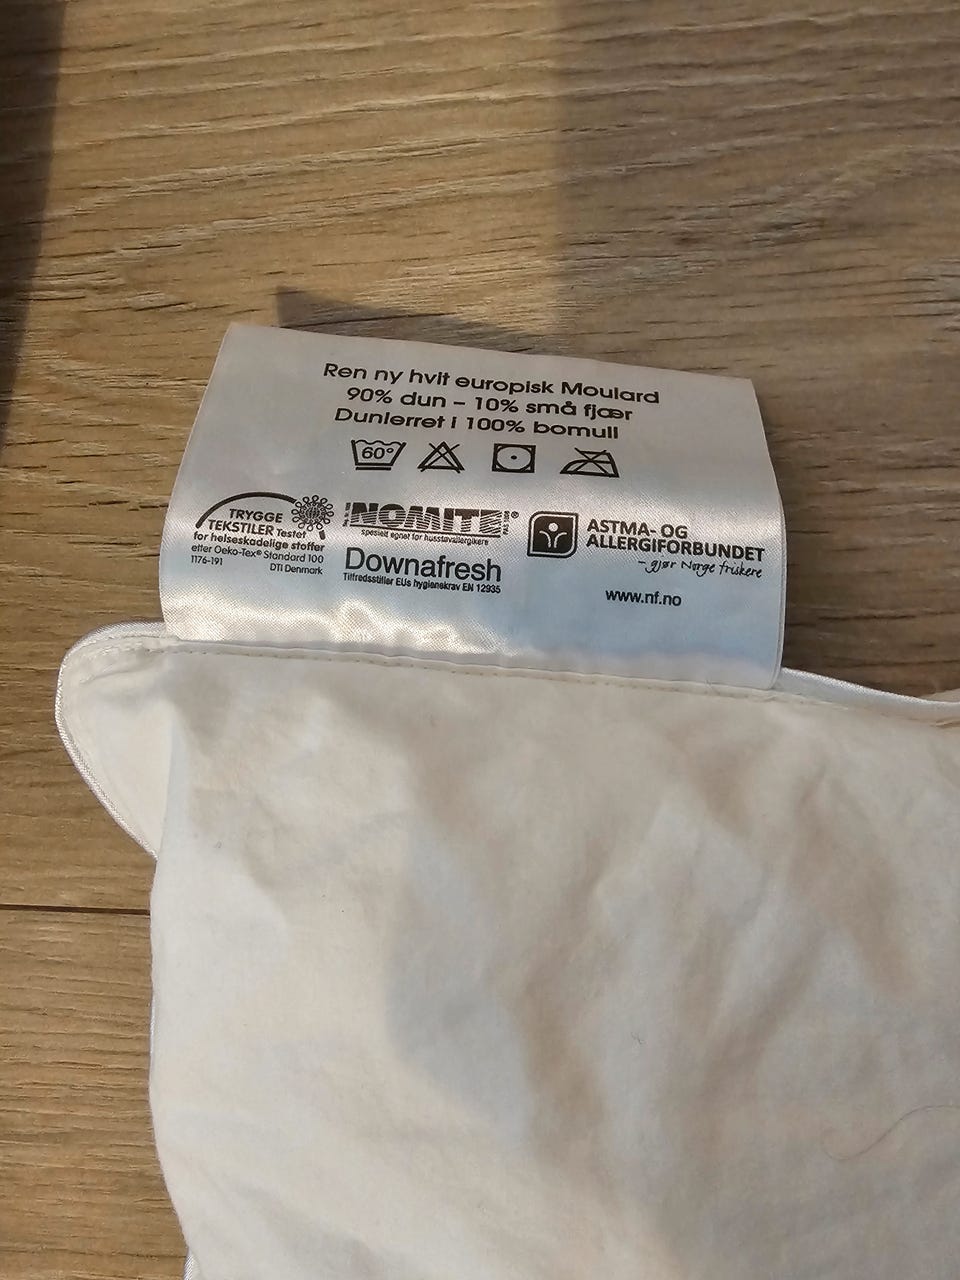 Ren ny hvit europisk Moulard
90% dun – 10% små fjær
Dunlerret i 100% bomull
60°
TRYGGE
TEKSTILER Testet
for helseskadelige stoffer
etter Oeko-Tex® Standard 100
1176-191 DTI Denmark
NOMITE®
spesielt egnet for husstøvallergikere
Downafresh
Tilfredsstiller EUs hygienekrav EN 12935
ASTMA- OG
ALLERGIFORBUNDET
- gjør Norge friskere
www.nf.no